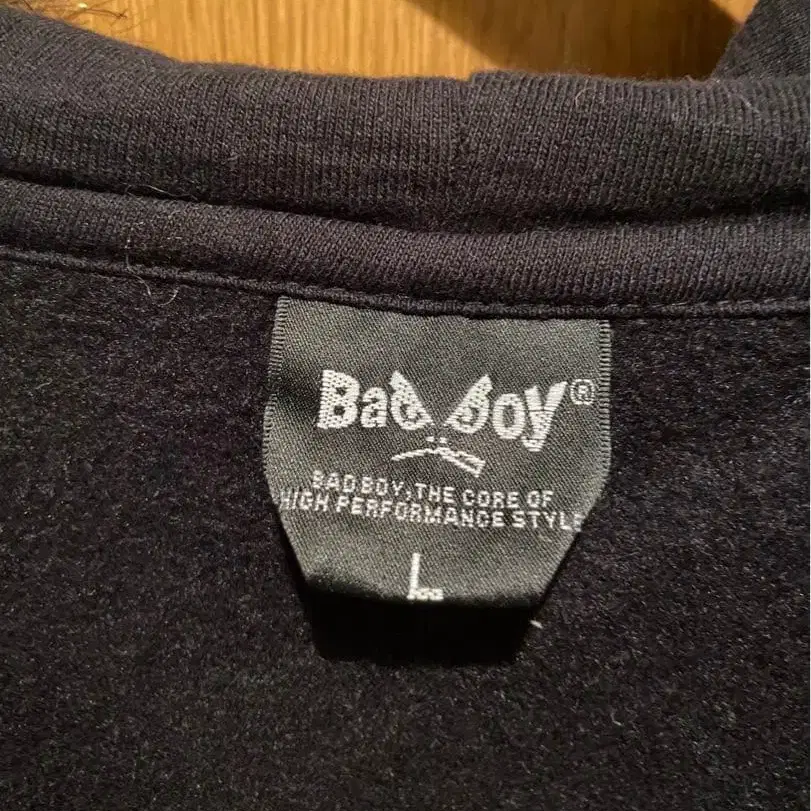 Bad Boy®
BAD BOY, THE CORE OF
HIGH PERFORMANCE STYLE
L